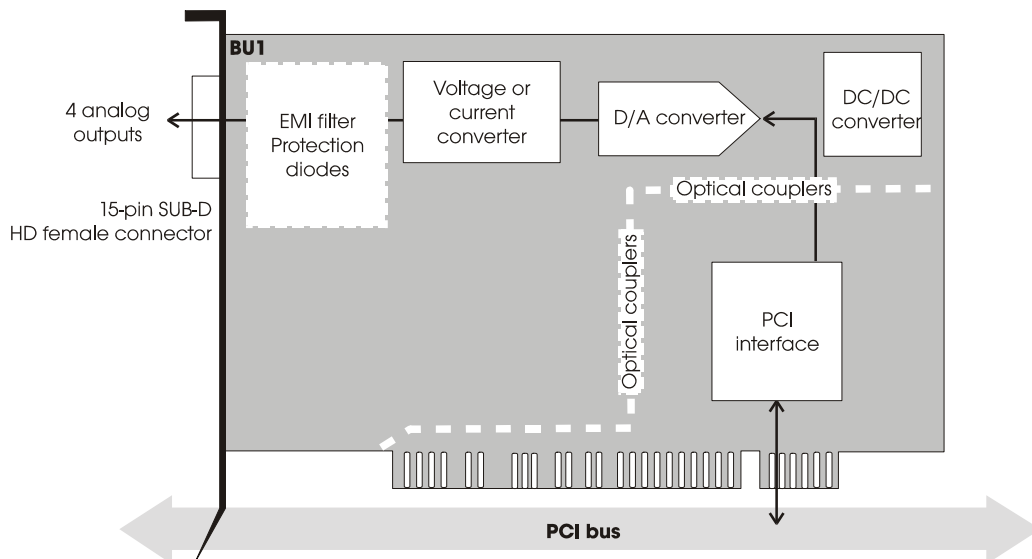 BU1
4 analog
outputs
EMI filter
Protection
diodes
Voltage or
current
converter
D/A converter
DC/DC
converter
Optical couplers
15-pin SUB-D
HD female connector
Optical couplers
PCI
interface
PCI bus